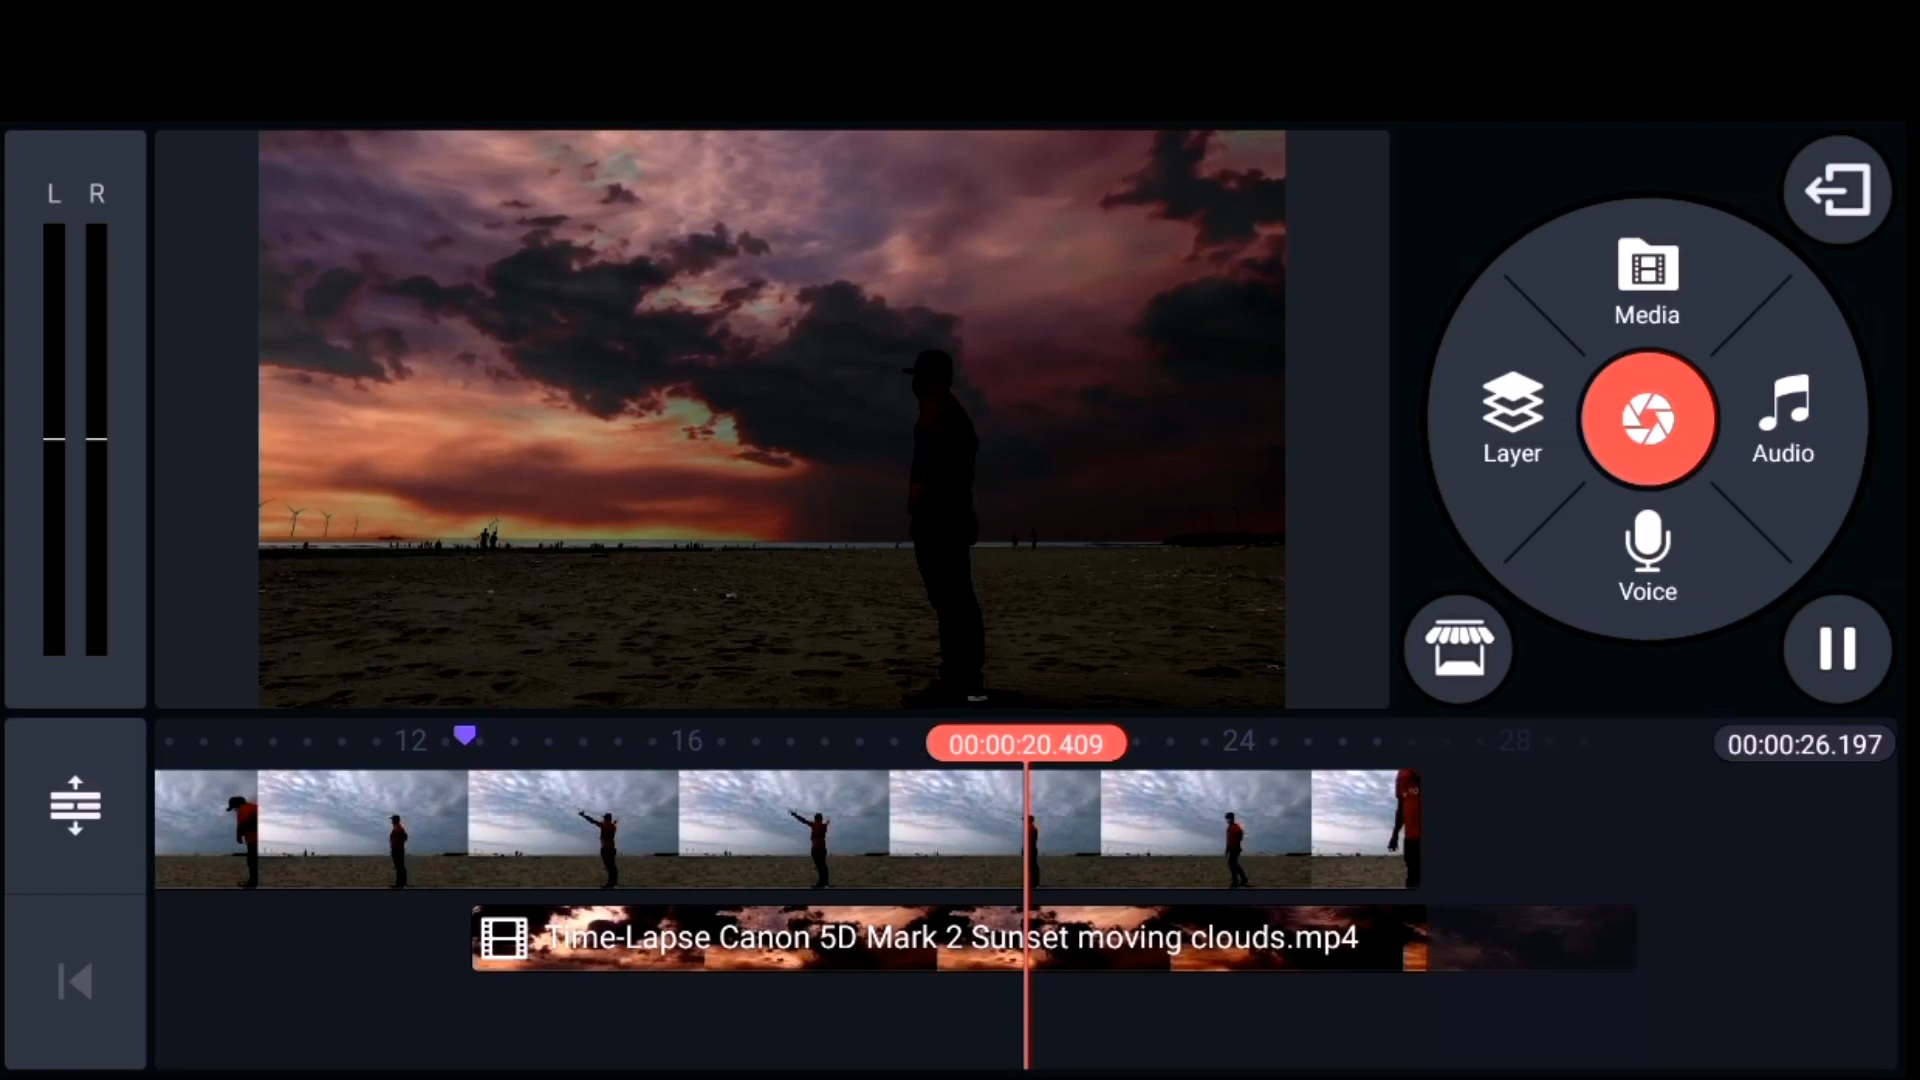 L R
Media
Layer
Audio
Voice
12
16
00:00:20.409
24
28
00:00:26.197
Time-Lapse Canon 5D Mark 2 Sunset moving clouds.mp4